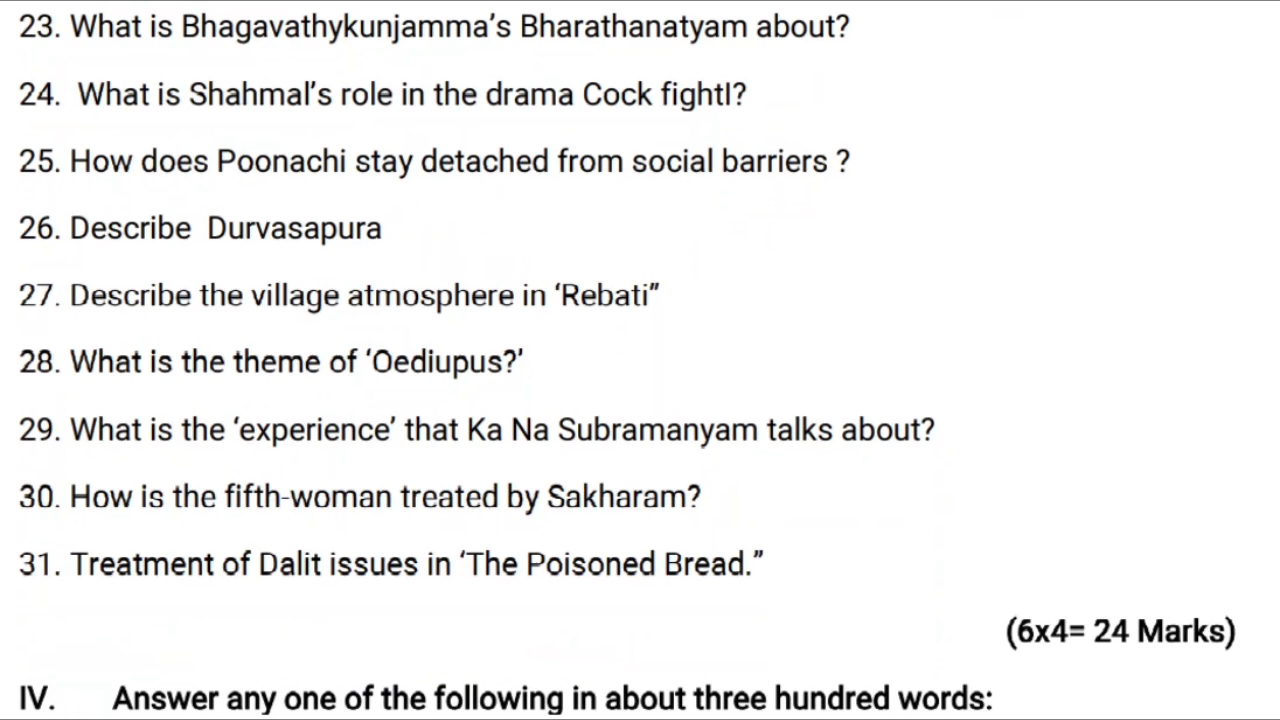 23. What is Bhagavathykunjamma's Bharathanatyam about?
24. What is Shahmal's role in the drama Cock fightl?
25. How does Poonachi stay detached from social barriers ?
26. Describe Durvasapura
27. Describe the village atmosphere in ‘Rebati”
28. What is the theme of ‘Oediupus?’
29. What is the ‘experience’ that Ka Na Subramanyam talks about?
30. How is the fifth-woman treated by Sakharam?
31. Treatment of Dalit issues in ‘The Poisoned Bread.”
(6x4= 24 Marks)
IV. Answer any one of the following in about three hundred words: